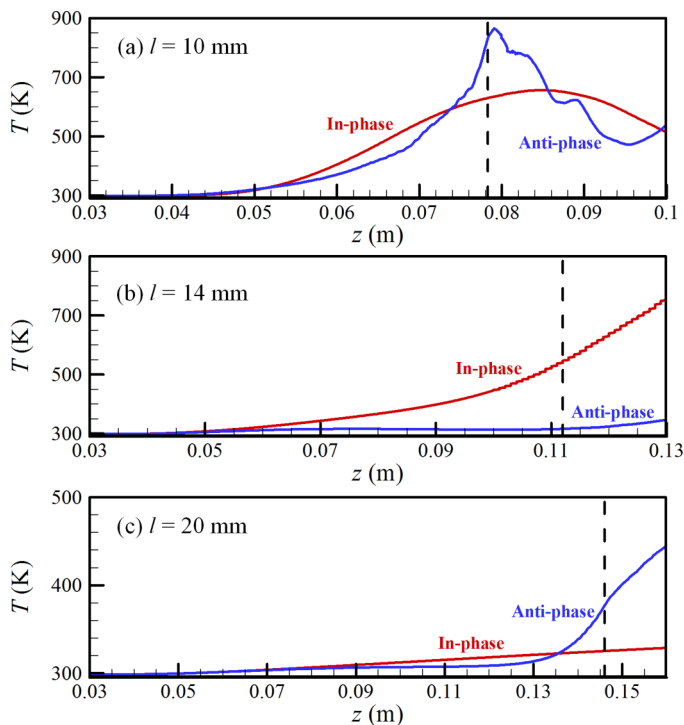 900
(a) l = 10 mm
700
T (K)
In-phase
500
Anti-phase
300
0.03 0.04 0.05 0.06 0.07 0.08 0.09 0.1
z (m)
900
(b) l = 14 mm
700
T (K)
In-phase
500
Anti-phase
300
0.03 0.05 0.07 0.09 0.11 0.13
z (m)
500
(c) l = 20 mm
T (K)
400
Anti-phase
In-phase
300
0.03 0.05 0.07 0.09 0.11 0.13 0.15
z (m)